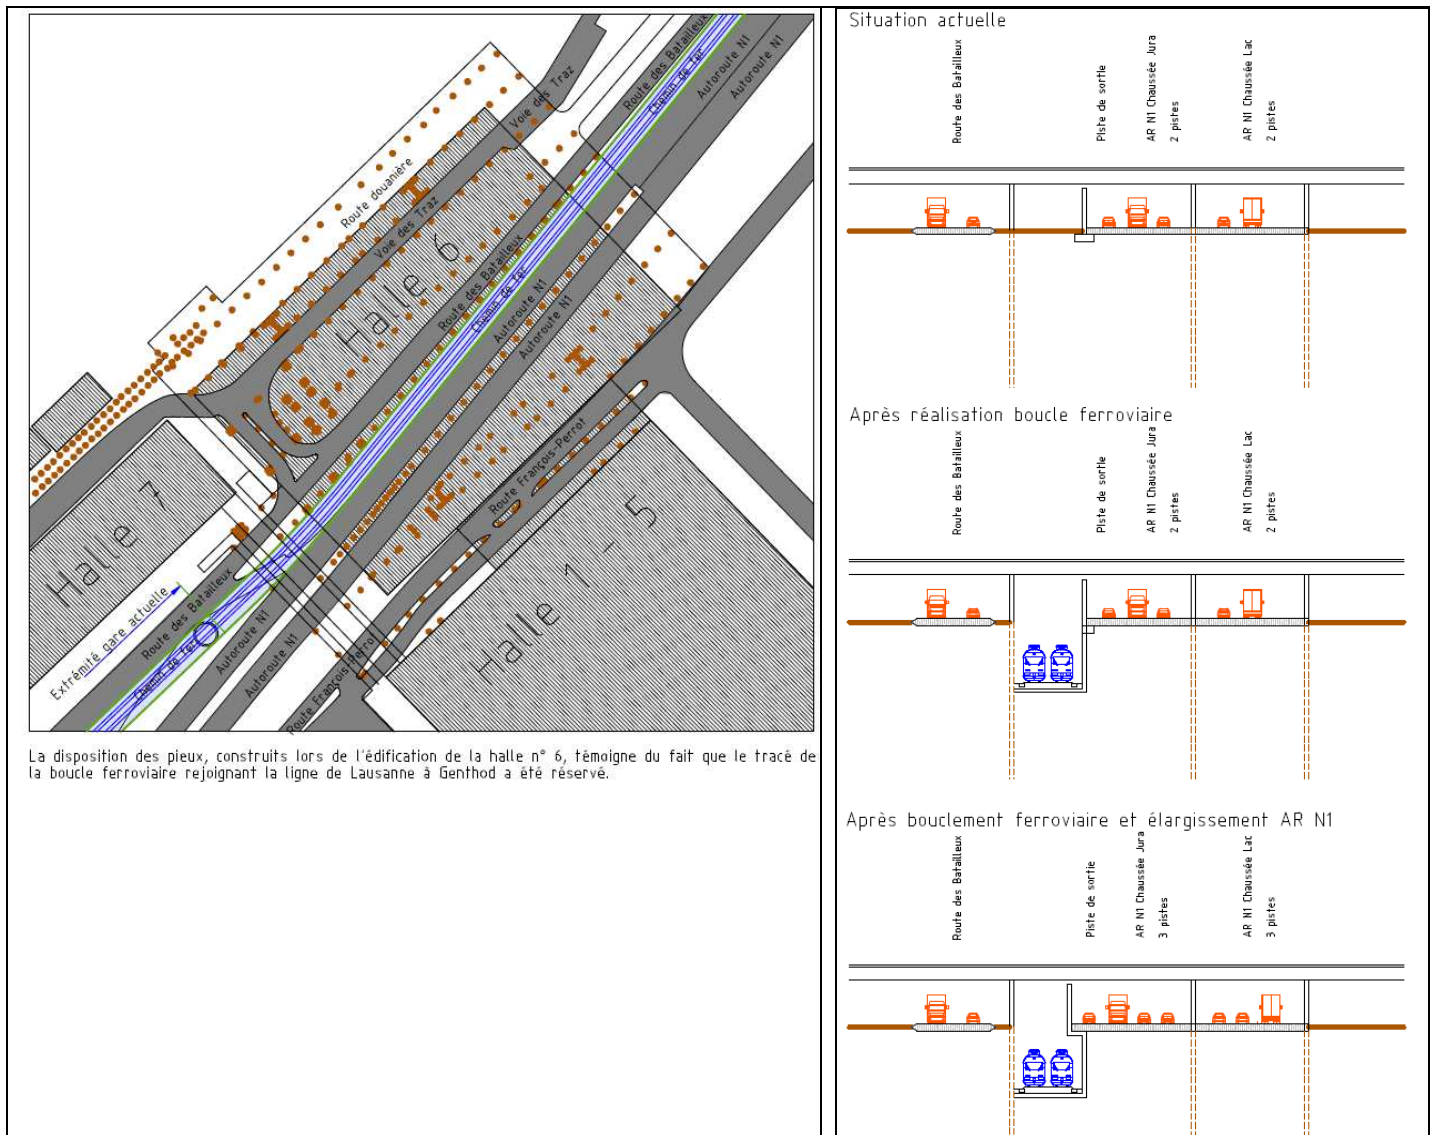 Route des Batailleux
Chemin de fer
Autoroute N1
Autoroute N1
Voie des Traz
Route douanière
Voie des Traz
Halle 6
Route des Batailleux
Chemin de fer
Autoroute N1
Autoroute N1
Route François-Perrot
Halle 7
Halle 1 - 5
Extrémité gare actuelle
Route des Batailleux
Chemin de fer
Autoroute N1
Autoroute N1
Route François-Perrot
La disposition des pieux, construits lors de l'édification de la halle n° 6, témoigne du fait que le tracé de
la boucle ferroviaire rejoignant la ligne de Lausanne à Genthod a été réservé.
Situation actuelle
Route des Batailleux
Piste de sortie
AR N1 Chaussée Jura
2 pistes
AR N1 Chaussée Lac
2 pistes
Après réalisation boucle ferroviaire
Route des Batailleux
Piste de sortie
AR N1 Chaussée Jura
2 pistes
AR N1 Chaussée Lac
2 pistes
Après bouclement ferroviaire et élargissement AR N1
Route des Batailleux
Piste de sortie
AR N1 Chaussée Jura
3 pistes
AR N1 Chaussée Lac
3 pistes